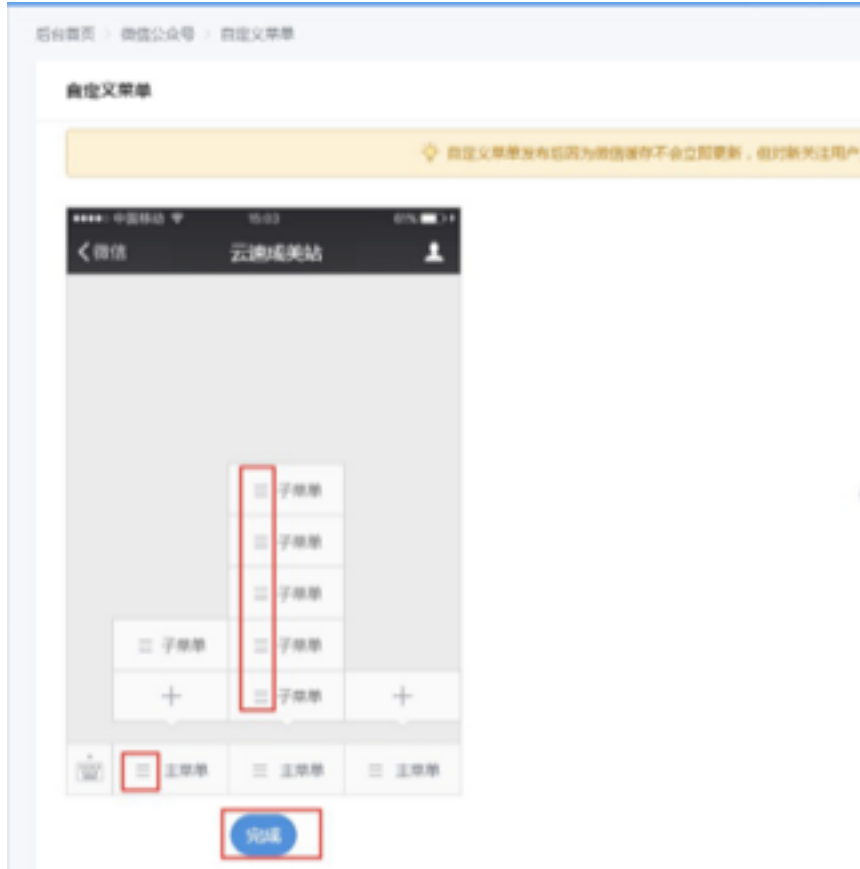 后台首页 > 微信公众号 > 自定义菜单
自定义菜单
自定义菜单发布后因为微信缓存不会立即更新，但对新关注用户
中国移动 15:03 61%
微信 云速成美站
子菜单
子菜单
子菜单
子菜单 子菜单
+ 子菜单 +
主菜单 主菜单 主菜单
完成